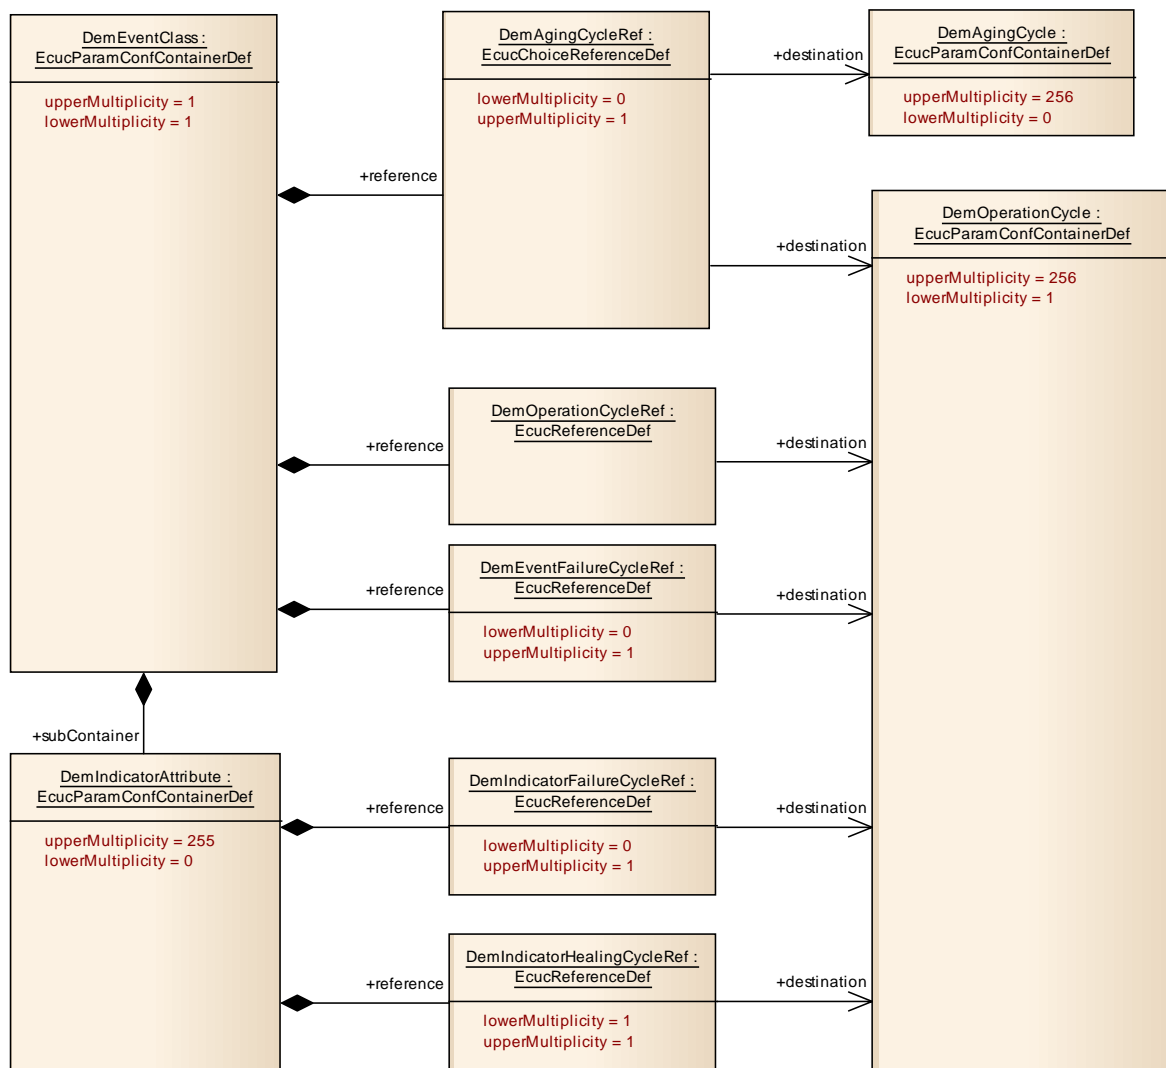 DemEventClass :
EcucParamConfContainerDef
upperMultiplicity = 1
lowerMultiplicity = 1
+reference
DemAgingCycleRef :
EcucChoiceReferenceDef
lowerMultiplicity = 0
upperMultiplicity = 1
+destination
DemAgingCycle :
EcucParamConfContainerDef
upperMultiplicity = 256
lowerMultiplicity = 0
+destination
DemOperationCycle :
EcucParamConfContainerDef
upperMultiplicity = 256
lowerMultiplicity = 1
+reference
DemOperationCycleRef :
EcucReferenceDef
+destination
+reference
DemEventFailureCycleRef :
EcucReferenceDef
lowerMultiplicity = 0
upperMultiplicity = 1
+destination
+subContainer
DemIndicatorAttribute :
EcucParamConfContainerDef
upperMultiplicity = 255
lowerMultiplicity = 0
+reference
DemIndicatorFailureCycleRef :
EcucReferenceDef
lowerMultiplicity = 0
upperMultiplicity = 1
+destination
+reference
DemIndicatorHealingCycleRef :
EcucReferenceDef
lowerMultiplicity = 1
upperMultiplicity = 1
+destination